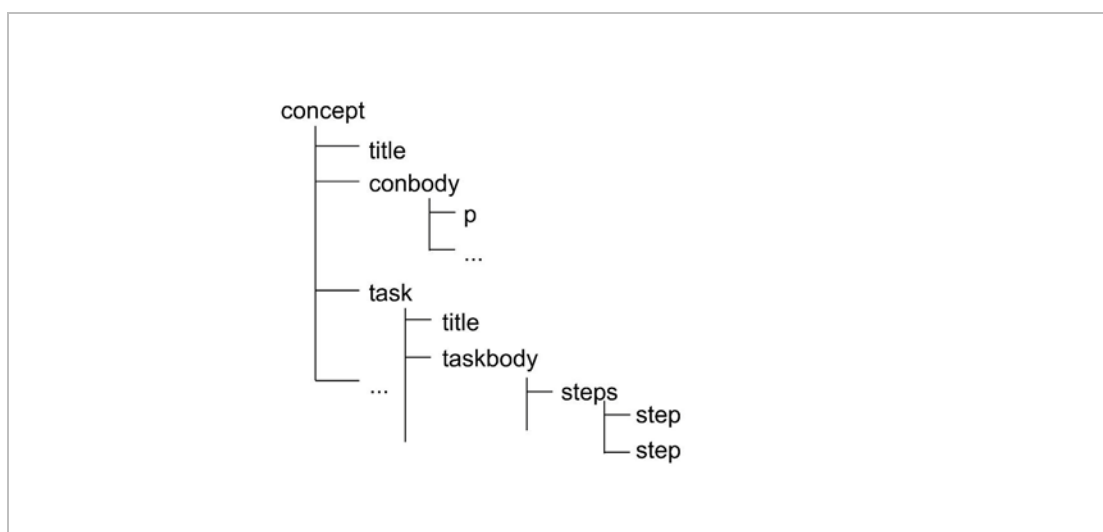 concept
title
conbody
p
...
task
title
taskbody
...
steps
step
step